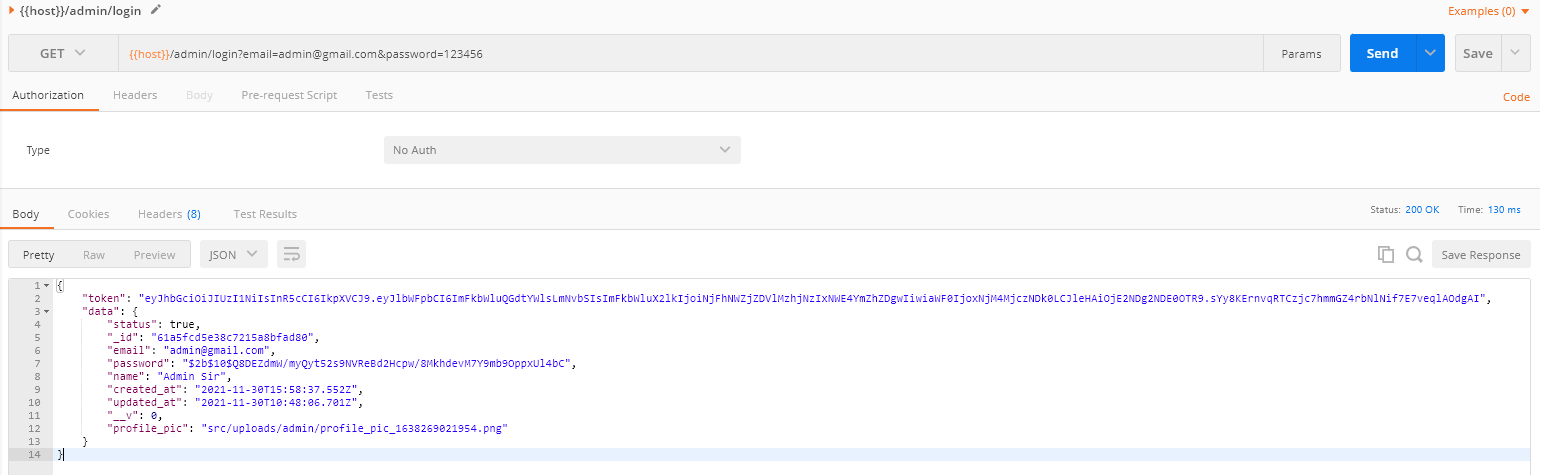 {{host}}/admin/login
Examples (0)
GET
{{host}}/admin/login?email=admin@gmail.com&password=123456
Params
Send
Save
Authorization
Headers
Body
Pre-request Script
Tests
Code
Type
No Auth
Body
Cookies
Headers (8)
Test Results
Status: 200 OK
Time: 130 ms
Pretty
Raw
Preview
JSON
Save Response
1 {
2 "token": "eyJhbGciOiJIUzI1NiIsInR5cCI6IkpXVCJ9.eyJlbWFpbCI6ImFkbWluQGdtYWlsLmNvbSIsImFkbWluX2lkIjoiNjFhNWZjZDVlMzhjNzIxNWE4YmZhZDgwIiwiaWF0IjoxNjM4MjczNDk0LCJleHAiOjE2NDg2NDE0OTR9.sYy8KErnvqRTCzjc7hmmGZ4rbNlNif7E7veqlAOdgAI",
3 "data": {
4 "status": true,
5 "_id": "61a5fcd5e38c7215a8bfad80",
6 "email": "admin@gmail.com",
7 "password": "$2b$10$Q8DEZdmW/myQyt52s9NVReBd2Hcpw/8MkhdevM7Y9mb9OppxUl4bC",
8 "name": "Admin Sir",
9 "created_at": "2021-11-30T15:58:37.552Z",
10 "updated_at": "2021-11-30T10:48:06.701Z",
11 "__v": 0,
12 "profile_pic": "src/uploads/admin/profile_pic_1638269021954.png"
13 }
14 }